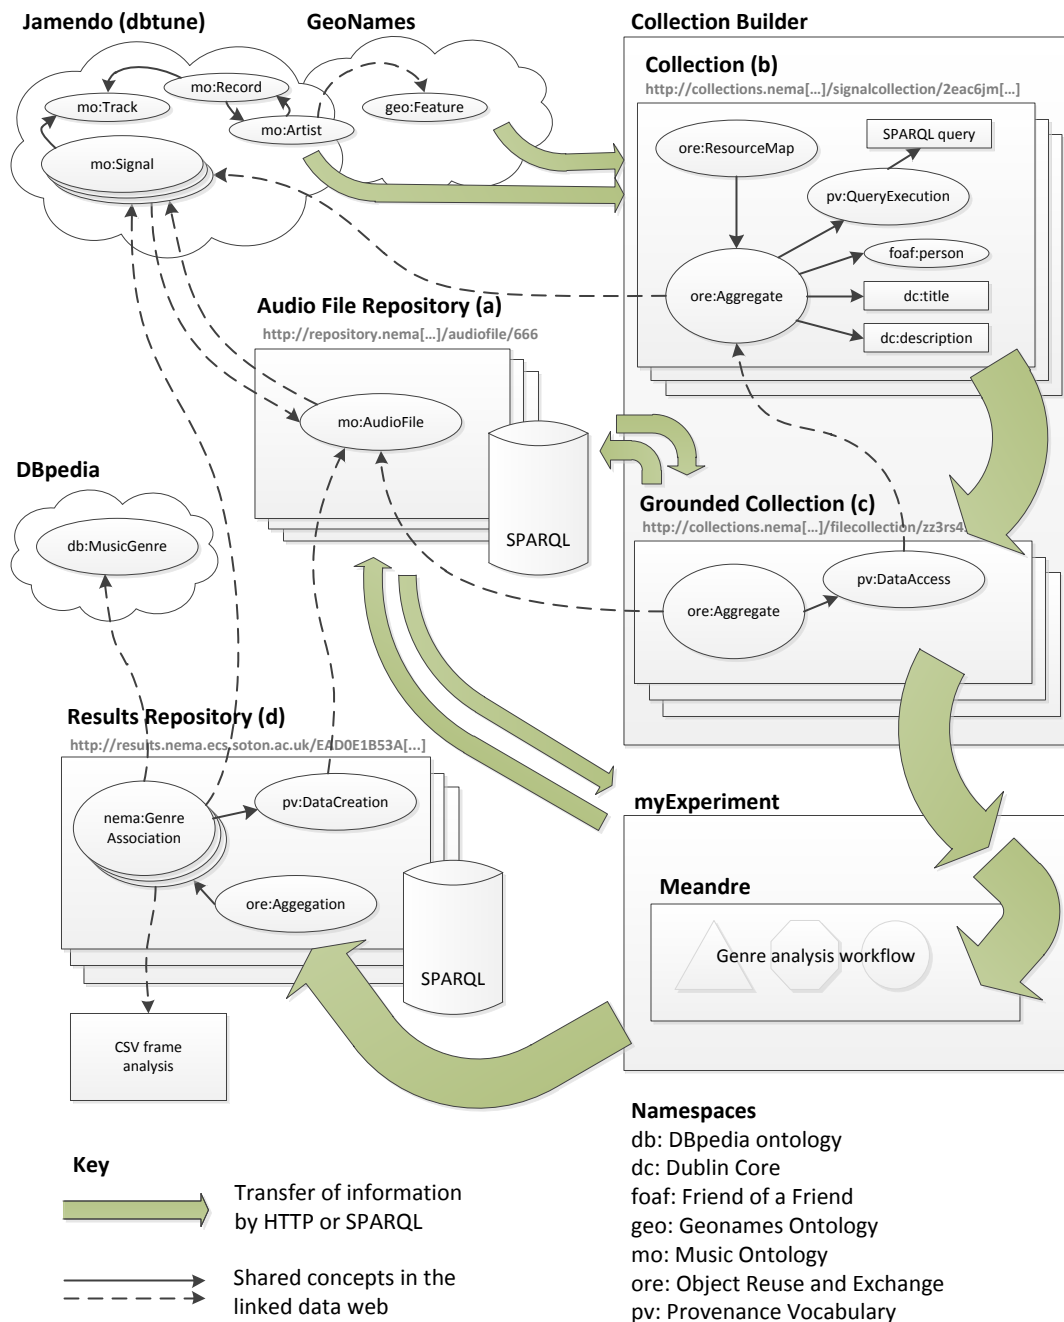 Jamendo (dbtune)
GeoNames
Collection Builder
mo:Record
mo:Track
mo:Artist
mo:Signal
geo:Feature
Collection (b)
http://collections.nema[...]/signalcollection/2eac6jm[...]
ore:ResourceMap
SPARQL query
pv:QueryExecution
foaf:person
ore:Aggregate
dc:title
dc:description
Audio File Repository (a)
http://repository.nema[...]/audiofile/666
mo:AudioFile
SPARQL
DBpedia
db:MusicGenre
Grounded Collection (c)
http://collections.nema[...]/filecollection/zz3rs4
pv:DataAccess
ore:Aggregate
Results Repository (d)
http://results.nema.ecs.soton.ac.uk/EAD0E1B53A[...]
pv:DataCreation
nema:Genre
Association
ore:Aggegation
SPARQL
CSV frame
analysis
myExperiment
Meandre
Genre analysis workflow
Key
Transfer of information
by HTTP or SPARQL
Shared concepts in the
linked data web
Namespaces
db: DBpedia ontology
dc: Dublin Core
foaf: Friend of a Friend
geo: Geonames Ontology
mo: Music Ontology
ore: Object Reuse and Exchange
pv: Provenance Vocabulary